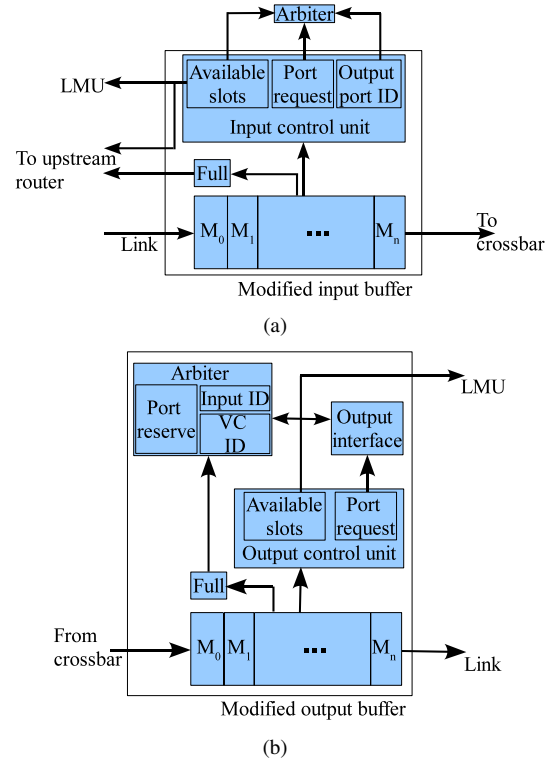 Arbiter
Available
slots
Port
request
Output
port ID
LMU
Input control unit
To upstream
router
Full
Link
M0
M1
...
Mn
To
crossbar
Modified input buffer
(a)
Arbiter
Port
reserve
Input ID
VC
ID
LMU
Output
interface
Available
slots
Port
request
Output control unit
Full
From
crossbar
M0
M1
...
Mn
Link
Modified output buffer
(b)